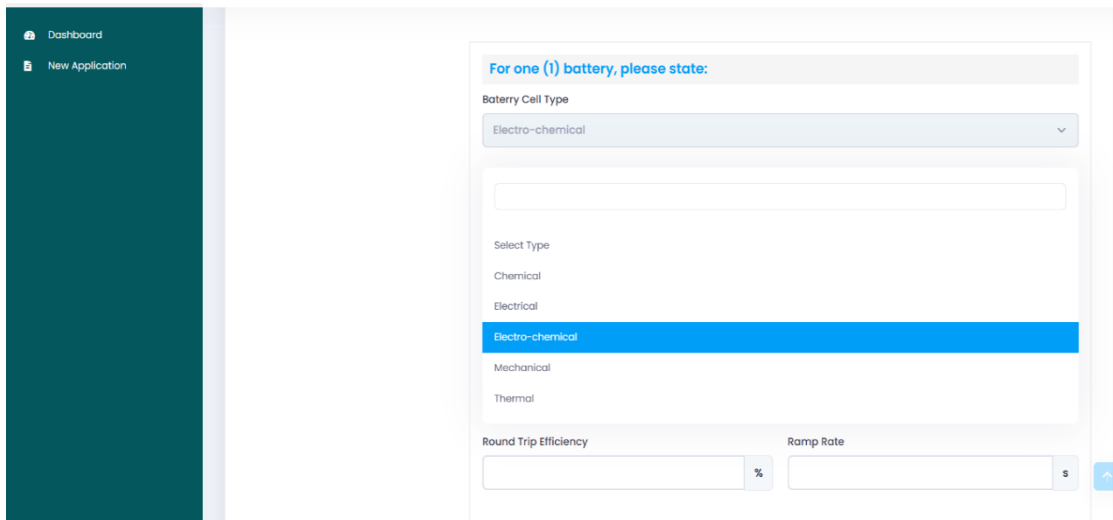 Dashboard
New Application
For one (1) battery, please state:
Baterry Cell Type
Electro-chemical
Select Type
Chemical
Electrical
Electro-chemical
Mechanical
Thermal
Round Trip Efficiency
%
Ramp Rate
s